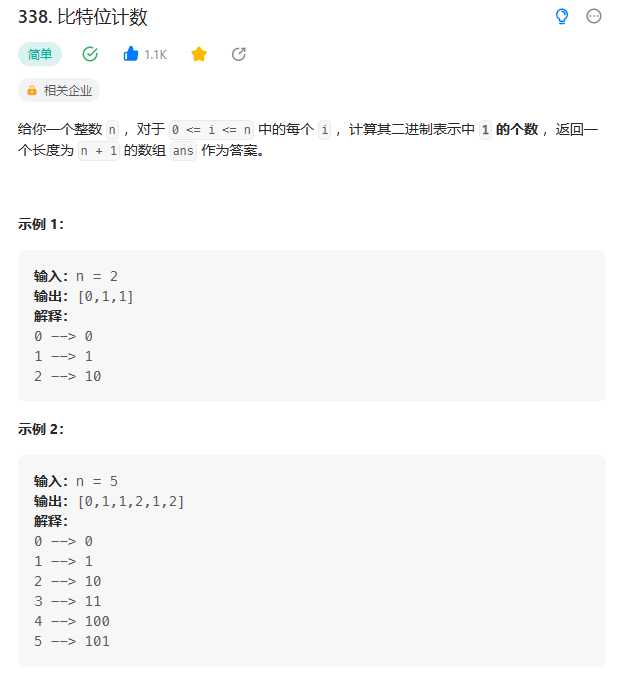 338. 比特位计数
简单
1.1K
相关企业
给你一个整数 n ，对于 0 <= i <= n 中的每个 i ，计算其二进制表示中 1 的个数 ，返回一
个长度为 n + 1 的数组 ans 作为答案。
示例 1：
输入：n = 2
输出：[0,1,1]
解释：
0 --> 0
1 --> 1
2 --> 10
示例 2：
输入：n = 5
输出：[0,1,1,2,1,2]
解释：
0 --> 0
1 --> 1
2 --> 10
3 --> 11
4 --> 100
5 --> 101